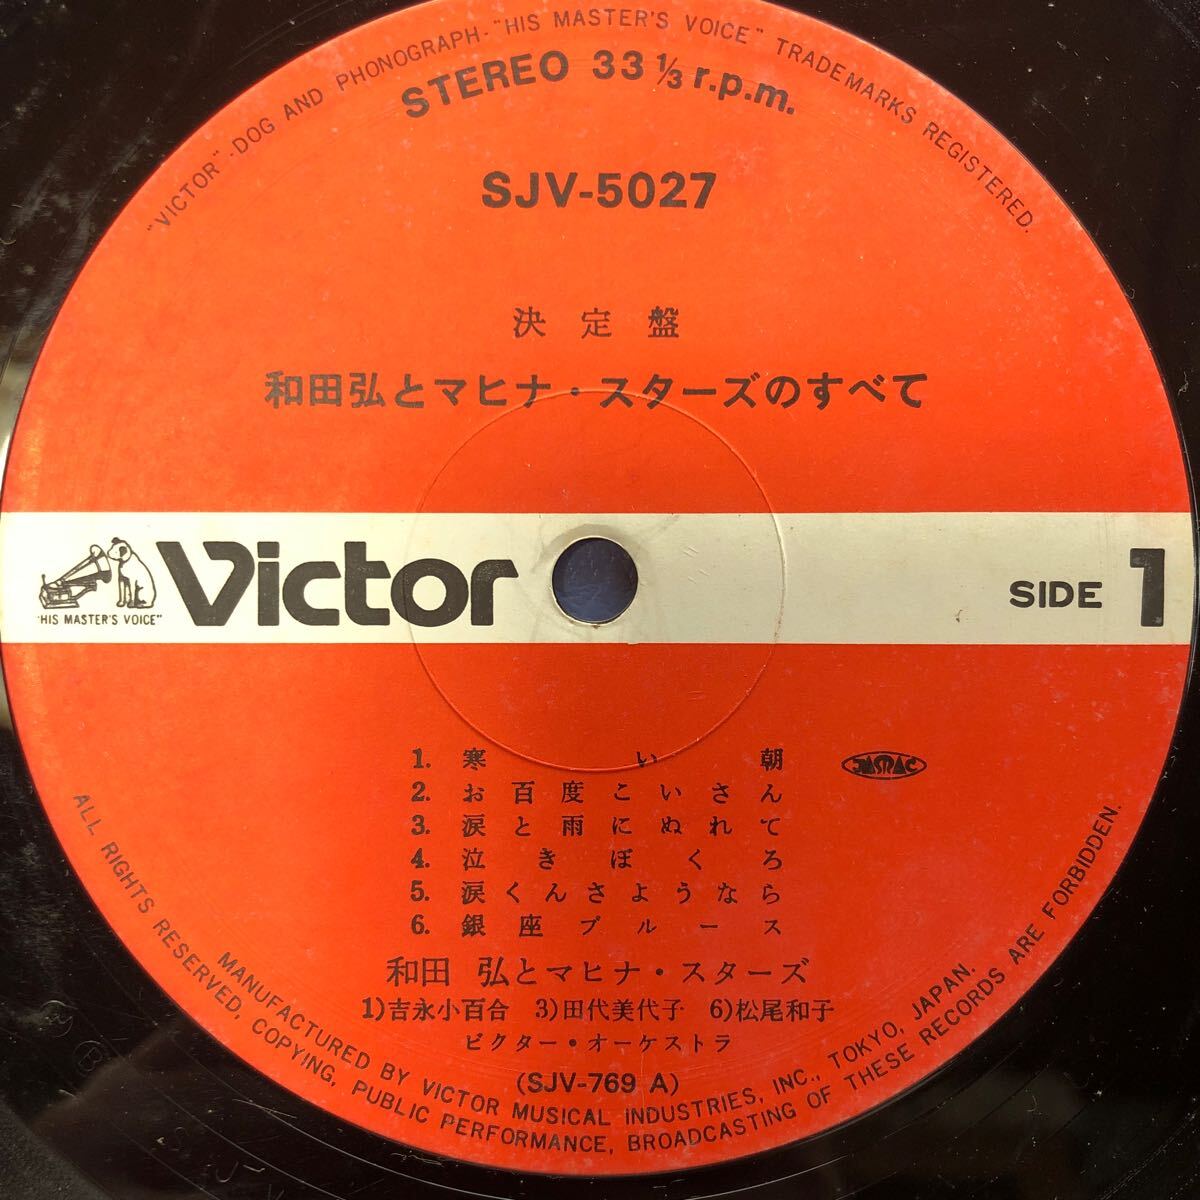 "VICTOR"-DOG AND PHONOGRAPH-"HIS MASTER'S VOICE" TRADEMARKS REGISTERED.
STEREO 33 1/3 r.p.m.
SJV-5027
決定盤
和田弘とマヒナ・スターズのすべて
"HIS MASTER'S VOICE"
Victor
SIDE 1
1. 寒い朝
2. お百度こいさん
3. 涙と雨にぬれて
4. 泣きぼくろ
5. 涙くんさようなら
6. 銀座ブルース
JASRAC
和田 弘とマヒナ・スターズ
1)吉永小百合 3)田代美代子 6)松尾和子
ビクター・オーケストラ
(SJV-769 A)
MANUFACTURED BY VICTOR MUSICAL INDUSTRIES, INC., TOKYO, JAPAN.
ALL RIGHTS RESERVED, COPYING, PUBLIC PERFORMANCE, BROADCASTING OF THESE RECORDS ARE FORBIDDEN.